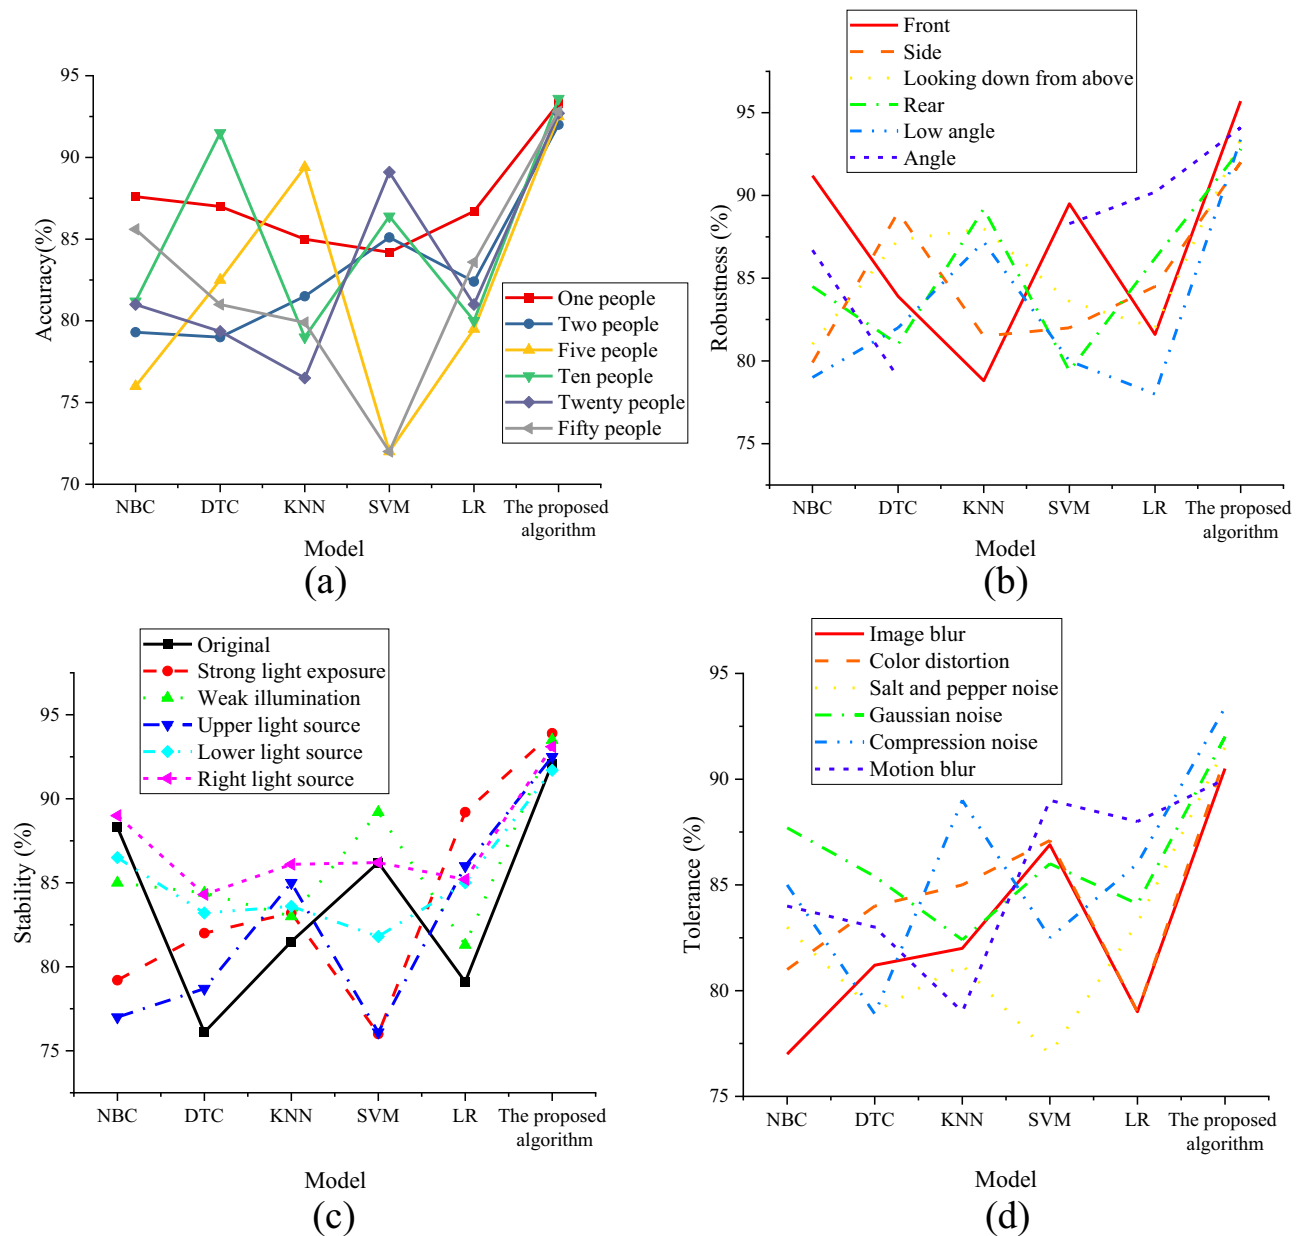 95
90
85
80
75
70
Accuracy(%)
NBC
DTC
KNN
SVM
LR
The proposed
algorithm
Model
One people
Two people
Five people
Ten people
Twenty people
Fifty people
(a)
Front
Side
Looking down from above
Rear
Low angle
Angle
95
90
85
80
75
Robustness (%)
NBC
DTC
KNN
SVM
LR
The proposed
algorithm
Model
(b)
Original
Strong light exposure
Weak illumination
Upper light source
Lower light source
Right light source
95
90
85
80
75
Stability (%)
NBC
DTC
KNN
SVM
LR
The proposed
algorithm
Model
(c)
Image blur
Color distortion
Salt and pepper noise
Gaussian noise
Compression noise
Motion blur
95
90
85
80
75
Tolerance (%)
NBC
DTC
KNN
SVM
LR
The proposed
algorithm
Model
(d)